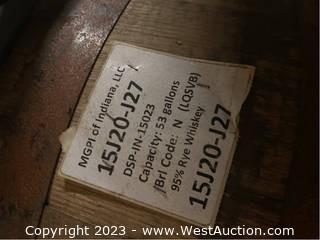 MGPI of Indiana, LLC
15J20-J27
DSP-IN-15023
Capacity: 53 gallons
Brl Code: N (LQSVB)
95% Rye Whiskey
15J20-J27
Copyright 2023 - WestAuction.com